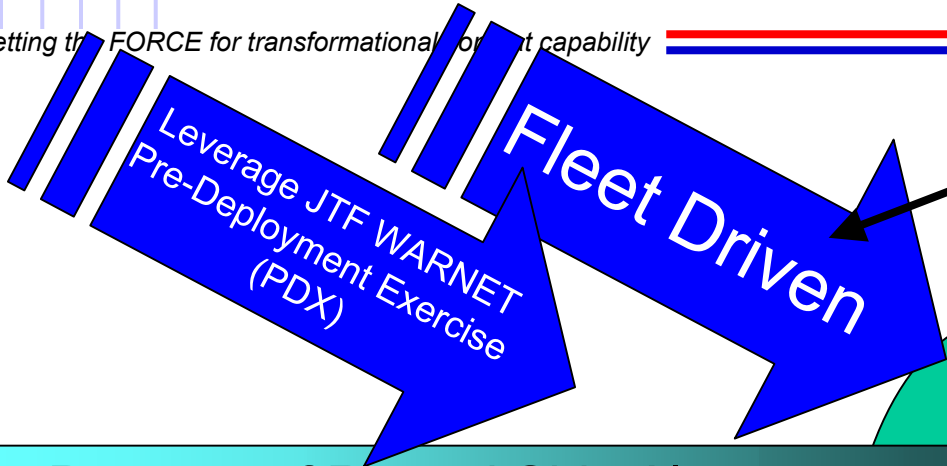 FORCE for transformational capability
Leverage JTF WARNET
Pre-Deployment Exercise
(PDX)
Fleet Driven